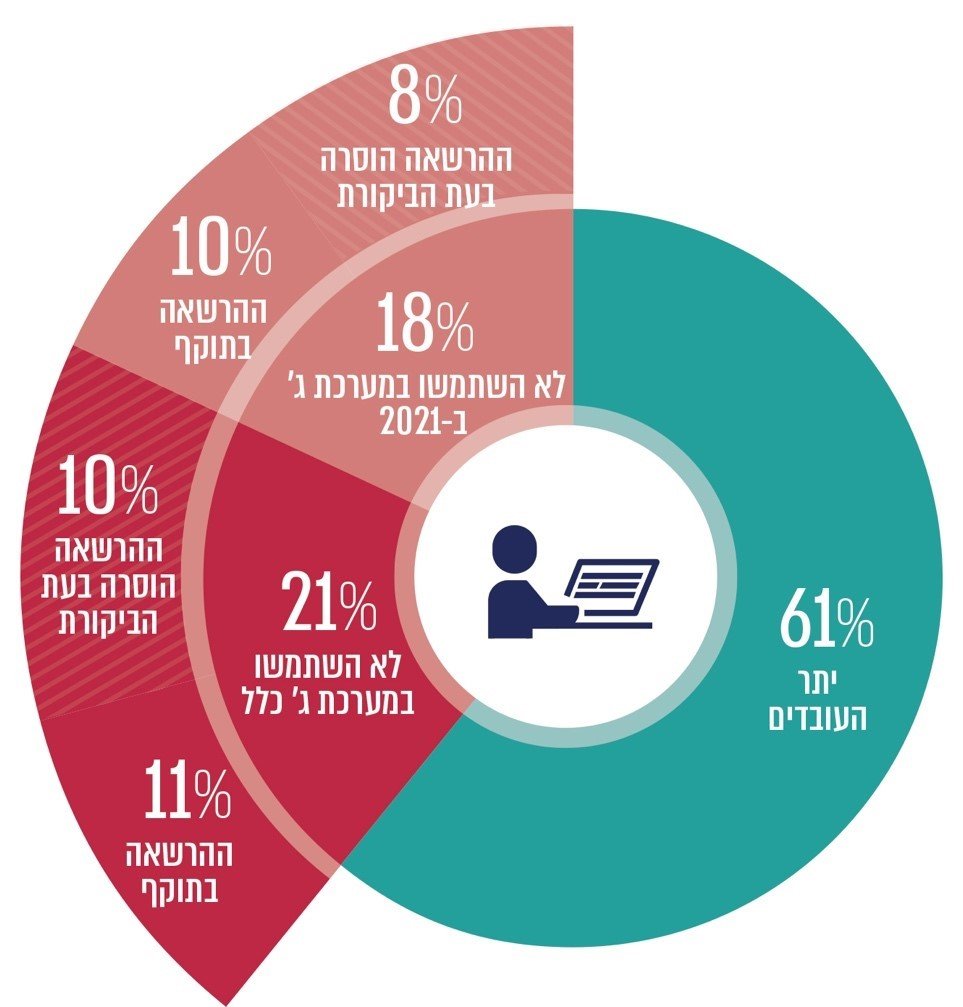 8%
ההרשאה הוסרה
בעת הביקורת
10%
ההרשאה
בתוקף
18%
לא השתמשו במערכת ג'
ב-2021
10%
ההרשאה
הוסרה בעת
הביקורת
21%
לא השתמשו
במערכת ג' כלל
61%
יתר
העובדים
11%
ההרשאה
בתוקף